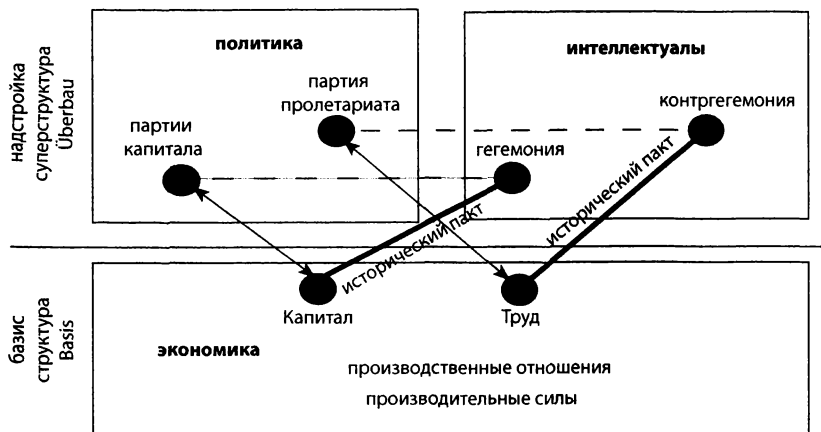 надстройка
суперструктура
Überbau
политика
партия
пролетариата
партии
капитала
интеллектуалы
контргегемония
гегемония
исторический пакт
исторический пакт
базис
структура
Basis
Капитал
Труд
экономика
производственные отношения
производительные силы